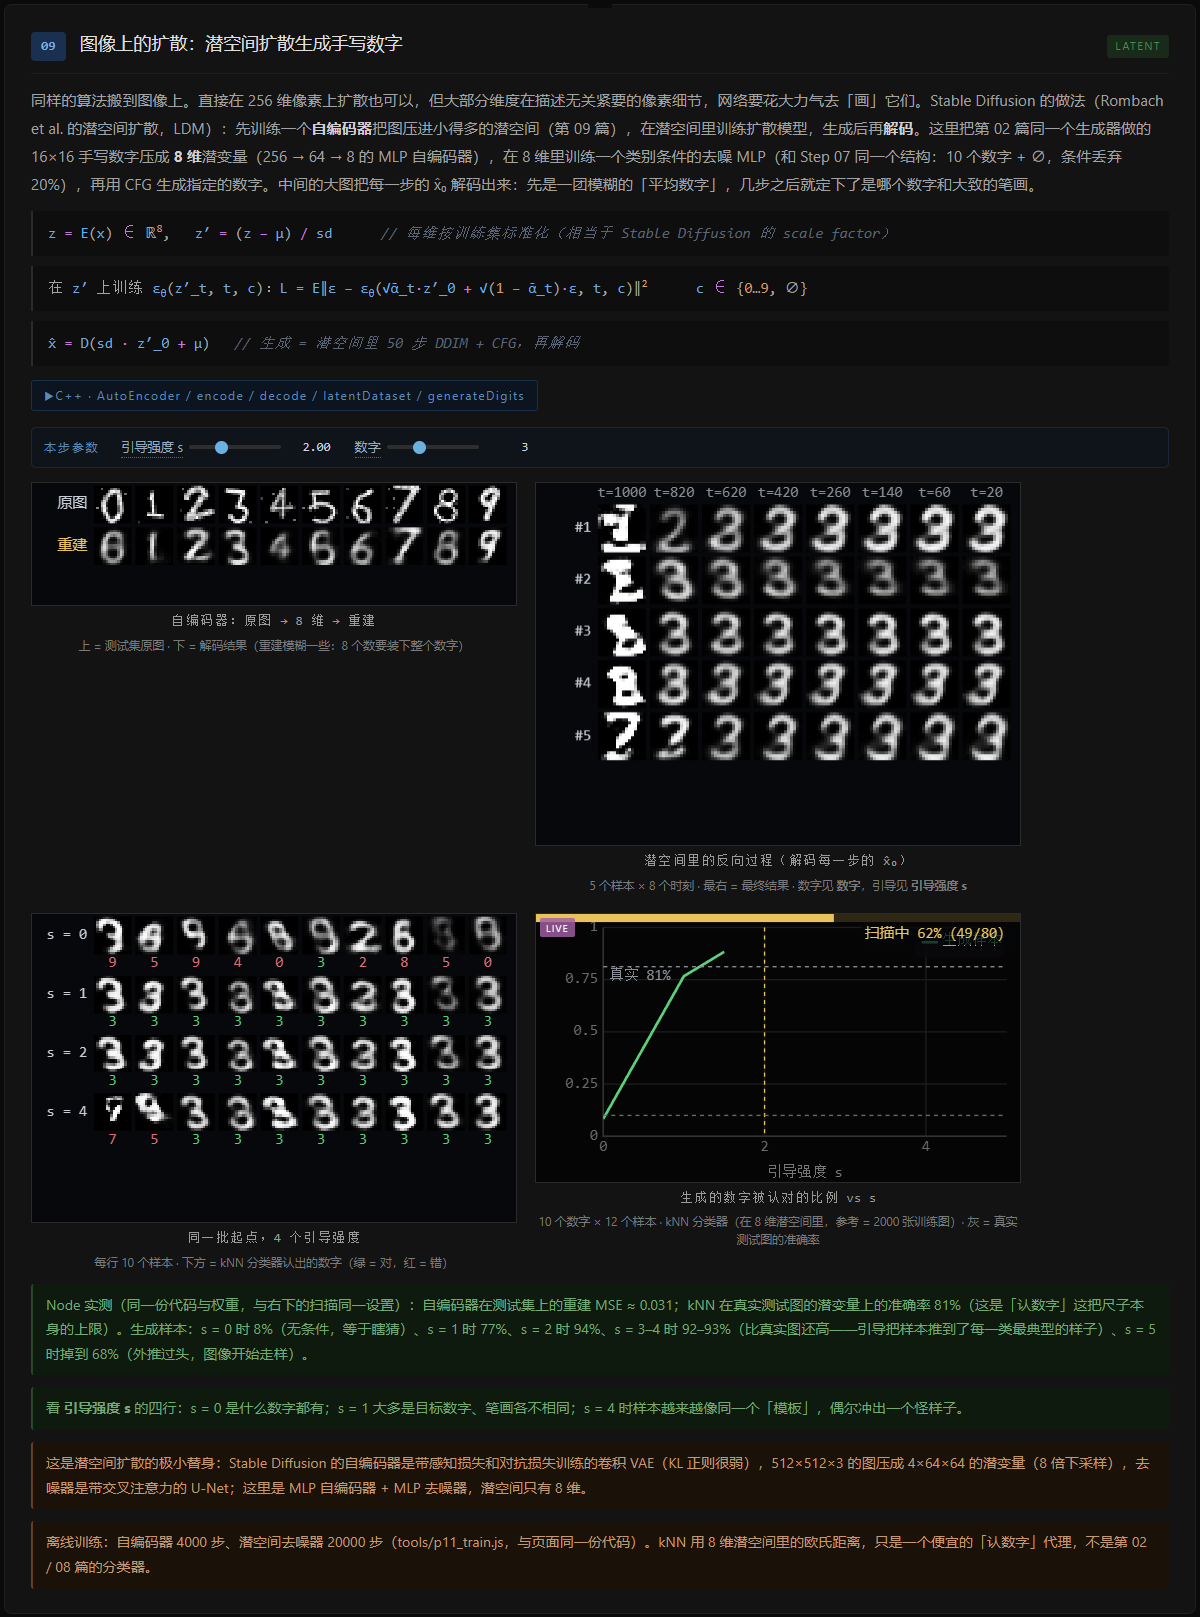 09 图像上的扩散：潜空间扩散生成手写数字 LATENT
同样的算法搬到图像上。直接在 256 维像素上扩散也可以，但大部分维度在描述无关紧要的像素细节，网络要花大力气去「画」它们。Stable Diffusion 的做法（Rombach
et al. 的潜空间扩散，LDM）：先训练一个自编码器把图压进小得多的潜空间（第 09 篇），在潜空间里训练扩散模型，生成后再解码。这里把第 02 篇同一个生成器做的
16×16 手写数字压成 8 维潜变量（256 → 64 → 8 的 MLP 自编码器），在 8 维里训练一个类别条件的去噪 MLP（和 Step 07 同一个结构：10 个数字 + ∅，条件丢弃
20%），再用 CFG 生成指定的数字。中间的大图把每一步的 x̂₀ 解码出来：先是一团模糊的「平均数字」，几步之后就定下了是哪个数字和大致的笔画。
z = E(x) ∈ ℝ⁸, z′ = (z − μ) / sd // 每维按训练集标准化（相当于 Stable Diffusion 的 scale factor）
在 z′ 上训练 ε_θ(z′_t, t, c)：L = E‖ε − ε_θ(√ᾱ_t·z′_0 + √(1 − ᾱ_t)·ε, t, c)‖² c ∈ {0…9, ∅}
x̂ = D(sd · z′_0 + μ) // 生成 = 潜空间里 50 步 DDIM + CFG，再解码
▶C++ · AutoEncoder / encode / decode / latentDataset / generateDigits
本步参数 引导强度 s 2.00 数字 3
原图 0 1 2 3 4 5 6 7 8 9
重建 0 1 2 3 4 6 6 7 8 9
自编码器：原图 → 8 维 → 重建
上 = 测试集原图 · 下 = 解码结果（重建模糊一些：8 个数要装下整个数字）
t=1000 t=820 t=620 t=420 t=260 t=140 t=60 t=20
#1
#2
#3
#4
#5
潜空间里的反向过程（解码每一步的 x̂₀）
5 个样本 × 8 个时刻 · 最右 = 最终结果 · 数字见 数字，引导见 引导强度 s
s = 0
9 5 9 4 0 3 2 8 5 0
s = 1
3 3 3 3 3 3 3 3 3 3
s = 2
3 3 3 3 3 3 3 3 3 3
s = 4
7 5 3 3 3 3 3 3 3 3
同一批起点，4 个引导强度
每行 10 个样本 · 下方 = kNN 分类器认出的数字（绿 = 对，红 = 错）
LIVE
扫描中 62% (49/80)
生成样本
真实 81%
1
0.75
0.5
0.25
0
0 2 4
引导强度 s
生成的数字被认对的比例 vs s
10 个数字 × 12 个样本 · kNN 分类器（在 8 维潜空间里，参考 = 2000 张训练图）· 灰 = 真实
测试图的准确率
Node 实测（同一份代码与权重，与右下的扫描同一设置）：自编码器在测试集上的重建 MSE ≈ 0.031；kNN 在真实测试图的潜变量上的准确率 81%（这是「认数字」这把尺子本
身的上限）。生成样本：s = 0 时 8%（无条件，等于瞎猜）、s = 1 时 77%、s = 2 时 94%、s = 3–4 时 92–93%（比真实图还高——引导把样本推到了每一类最典型的样子）、s = 5
时掉到 68%（外推过头，图像开始走样）。
看 引导强度 s 的四行：s = 0 是什么数字都有；s = 1 大多是目标数字、笔画各不相同；s = 4 时样本越来越像同一个「模板」，偶尔冲出一个怪样子。
这是潜空间扩散的极小替身：Stable Diffusion 的自编码器是带感知损失和对抗损失训练的卷积 VAE（KL 正则很弱），512×512×3 的图压成 4×64×64 的潜变量（8 倍下采样），去
噪器是带交叉注意力的 U-Net；这里是 MLP 自编码器 + MLP 去噪器，潜空间只有 8 维。
离线训练：自编码器 4000 步、潜空间去噪器 20000 步（tools/p11_train.js，与页面同一份代码）。kNN 用 8 维潜空间里的欧氏距离，只是一个便宜的「认数字」代理，不是第 02
/ 08 篇的分类器。